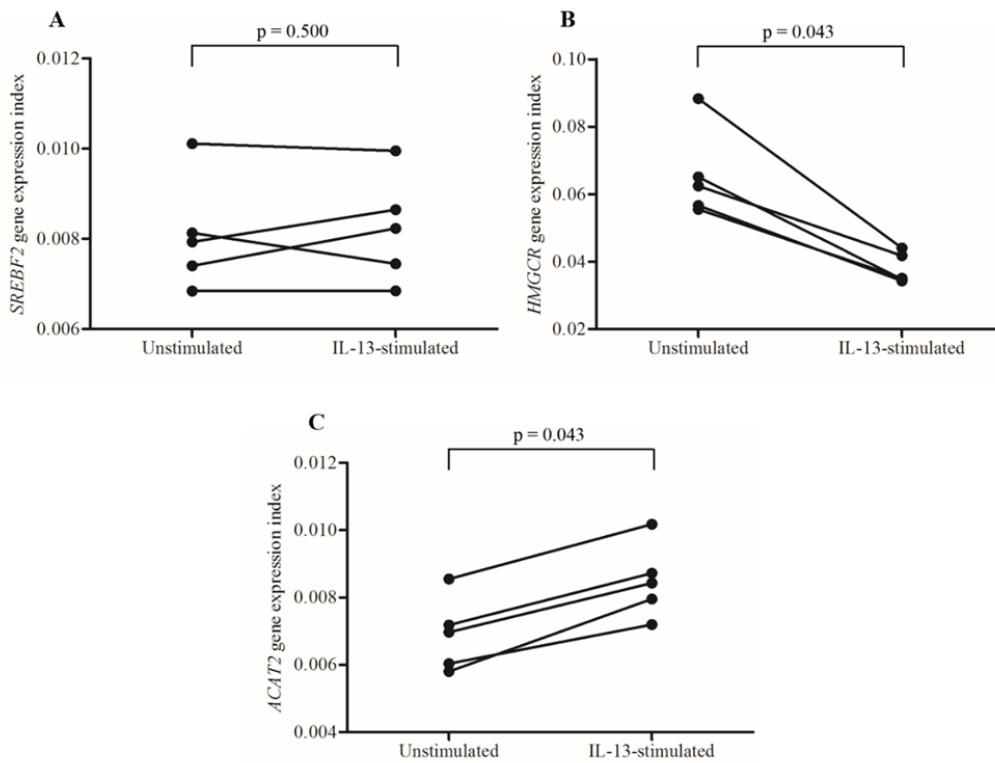 A
p = 0.500
SREBF2 gene expression index
0.012
0.010
0.008
0.006
Unstimulated IL-13-stimulated
B
p = 0.043
HMGCR gene expression index
0.10
0.08
0.06
0.04
0.02
Unstimulated IL-13-stimulated
C
p = 0.043
ACAT2 gene expression index
0.012
0.010
0.008
0.006
0.004
Unstimulated IL-13-stimulated